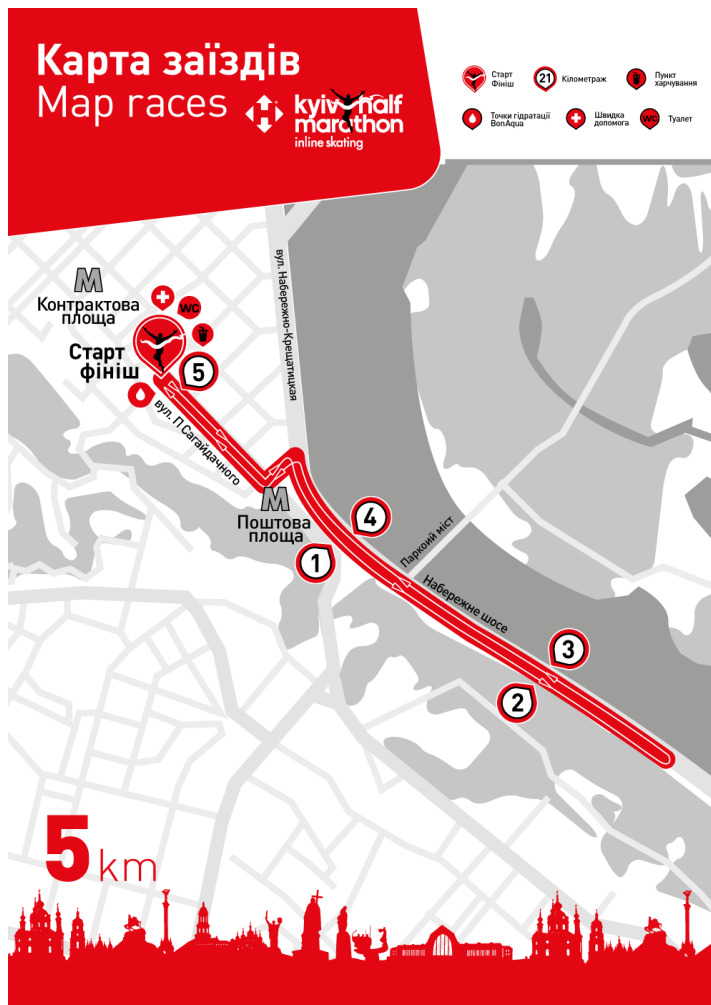 Карта заїздів
Map races
kyiv half
marathon
inline skating
Старт
Фініш
21
Кілометраж
Пункт
харчування
Точки гідратації
BonAqua
Швидка
допомога
WC
Туалет
вул. Набережно-Крещатицкая
М
Контрактова
площа
WC
Старт
фініш
5
вул. П Сагайдачного
М
Поштова
площа
4
1
Паркоий міст
Набережне шосе
3
2
5 km